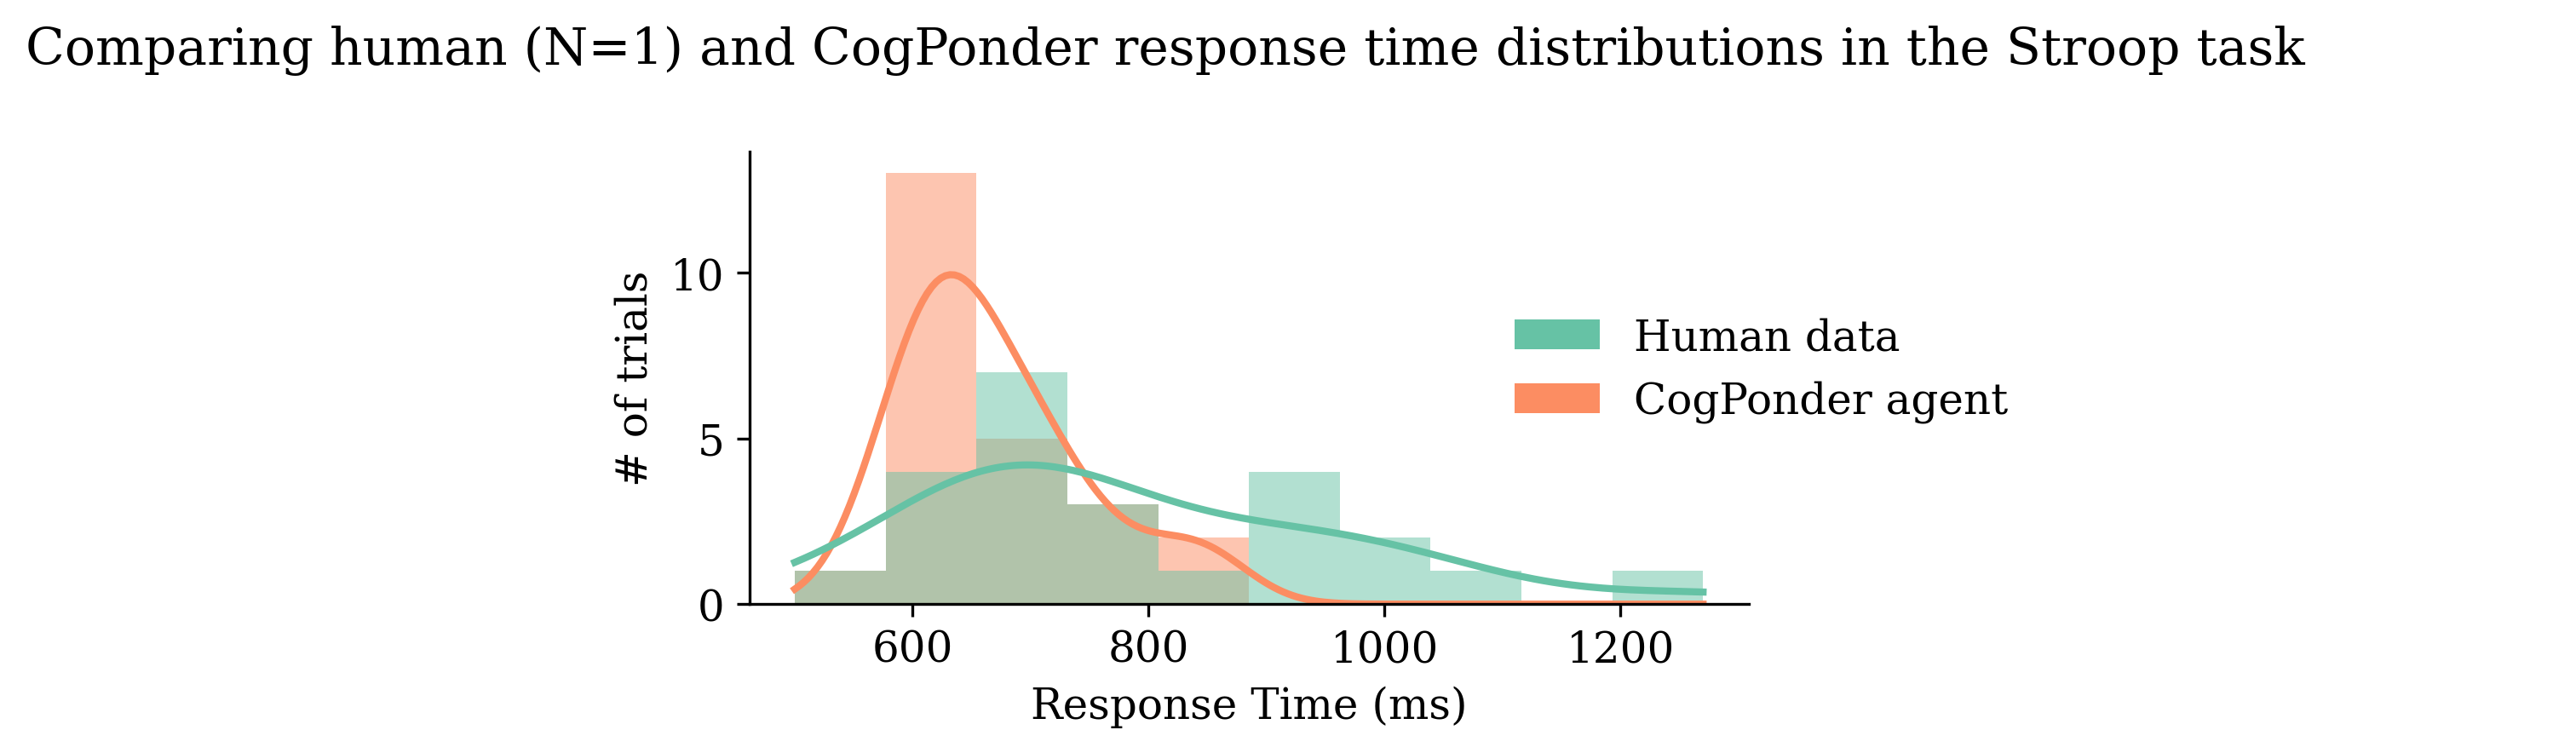 Comparing human (N=1) and CogPonder response time distributions in the Stroop task
# of trials
10
5
0
600 800 1000 1200
Response Time (ms)
Human data
CogPonder agent